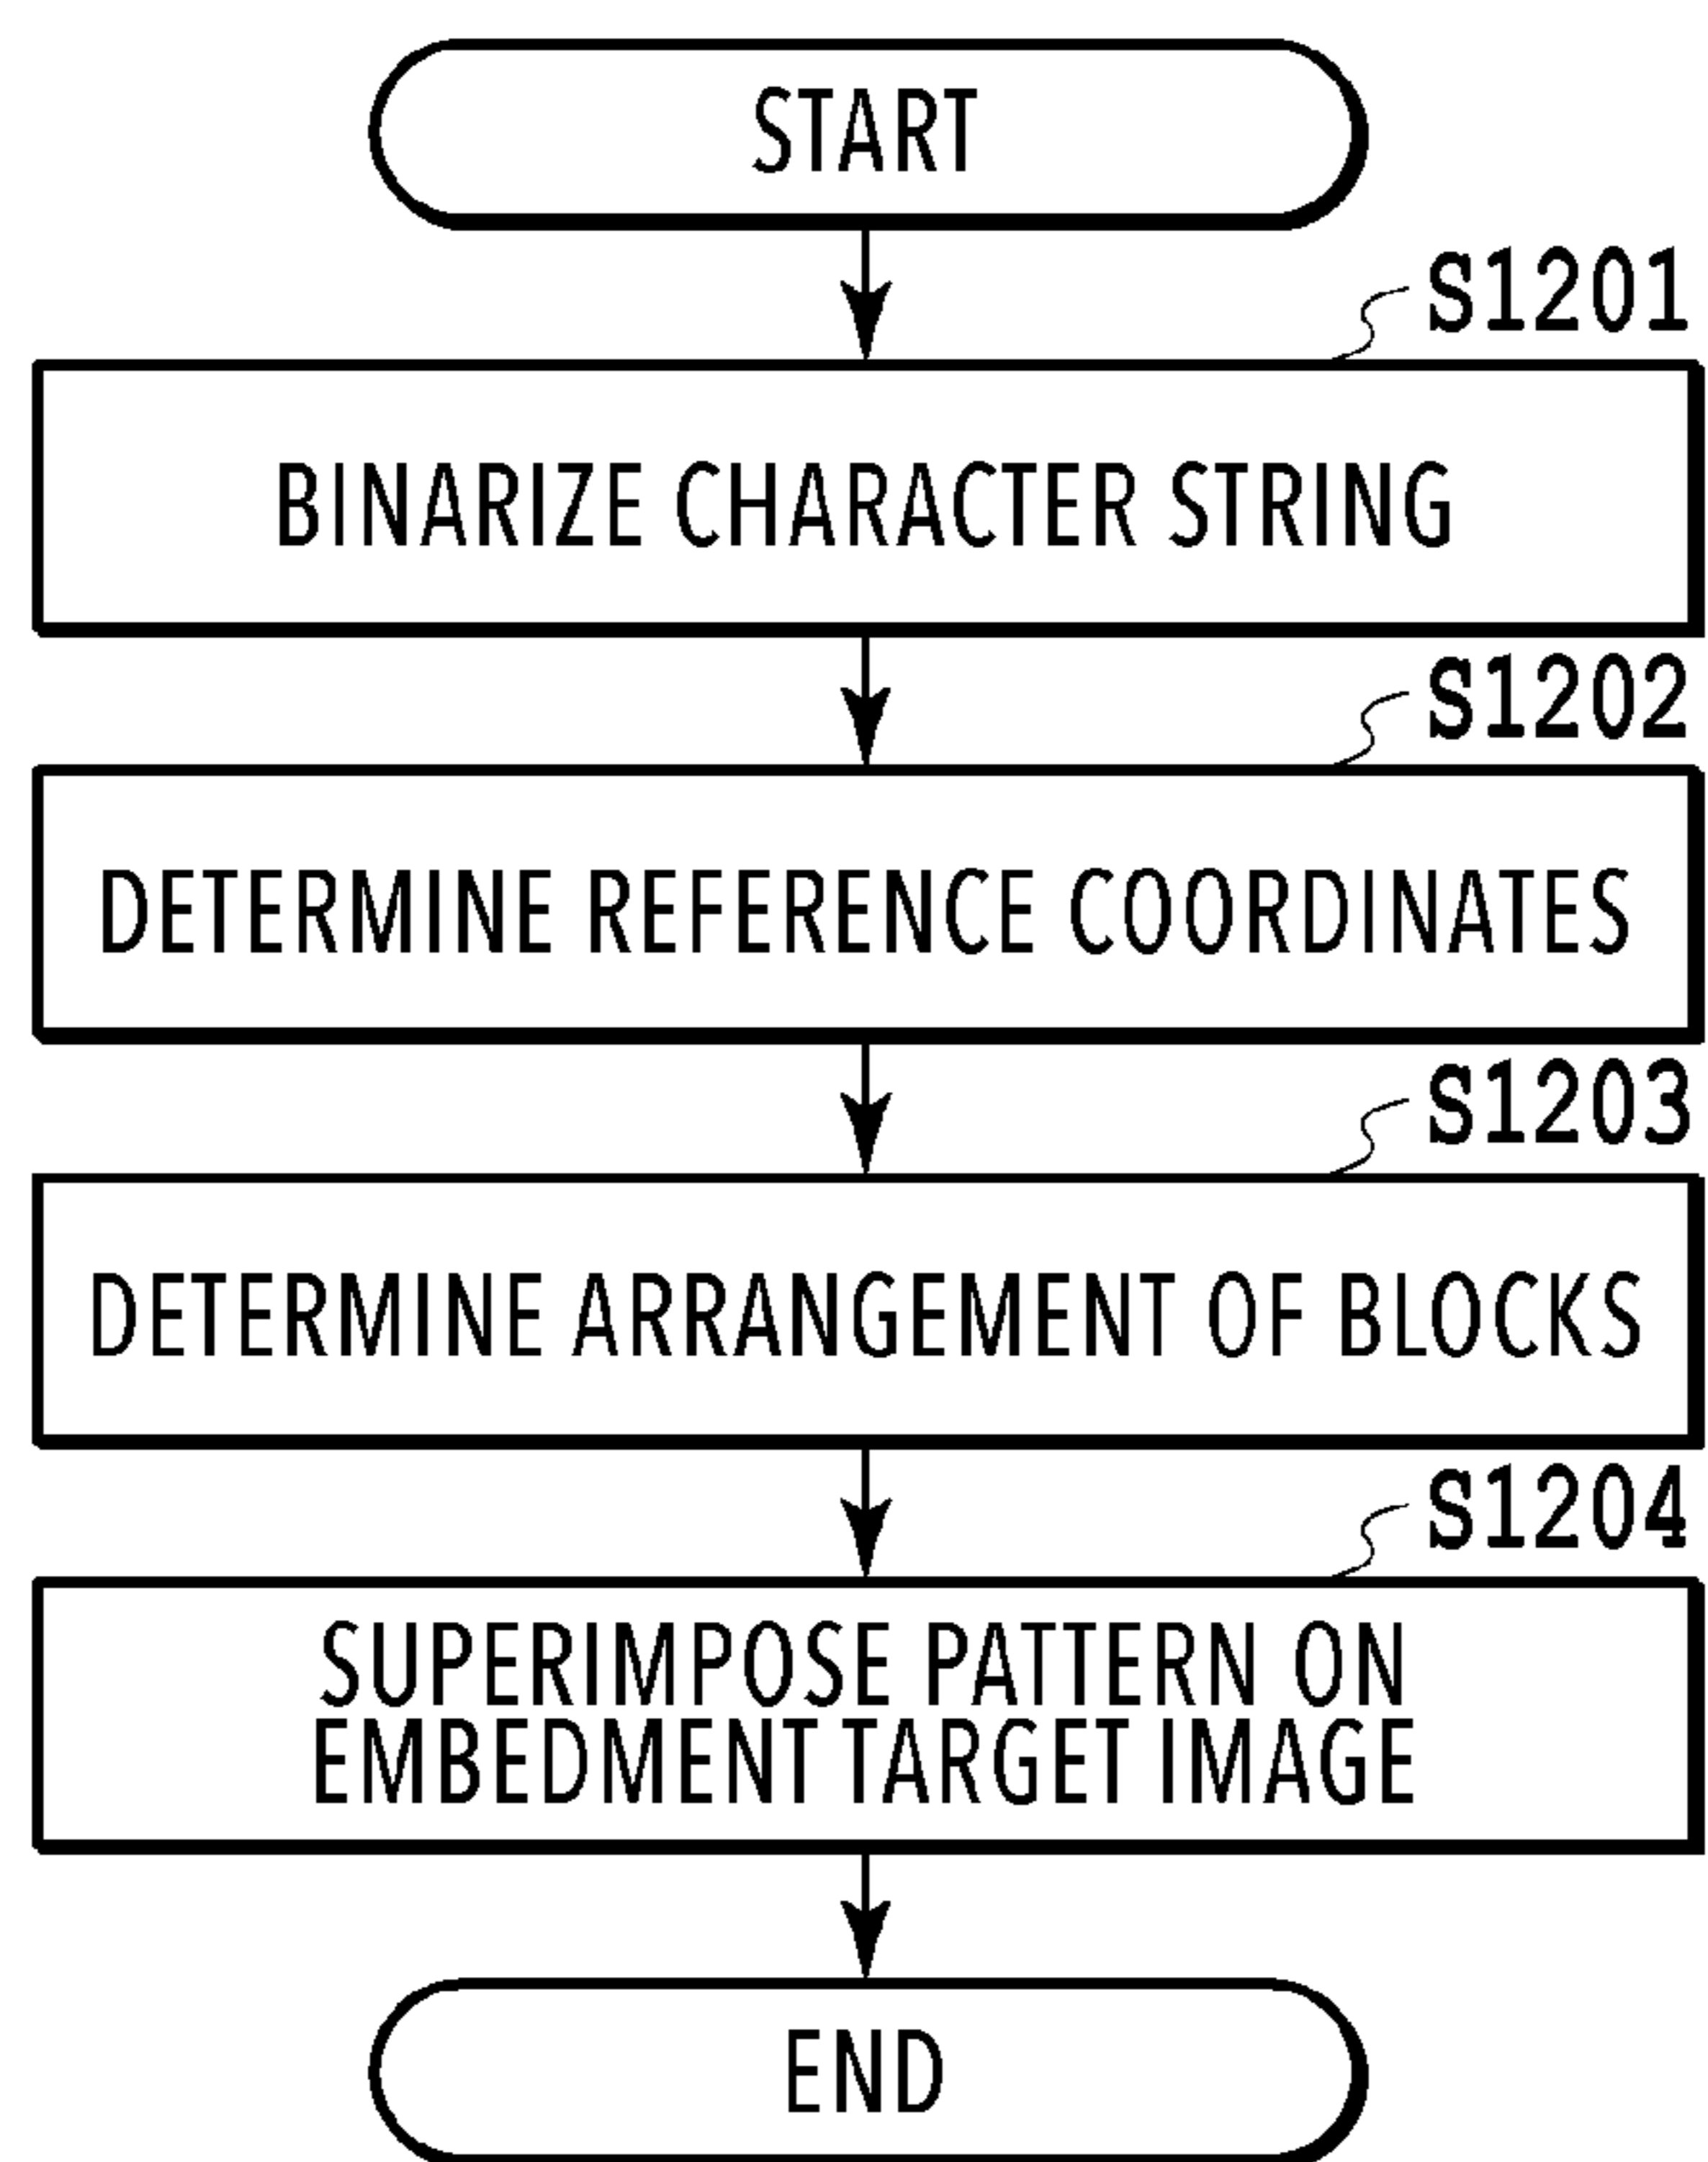 START
S1201
BINARIZE CHARACTER STRING
S1202
DETERMINE REFERENCE COORDINATES
S1203
DETERMINE ARRANGEMENT OF BLOCKS
S1204
SUPERIMPOSE PATTERN ON
EMBEDMENT TARGET IMAGE
END